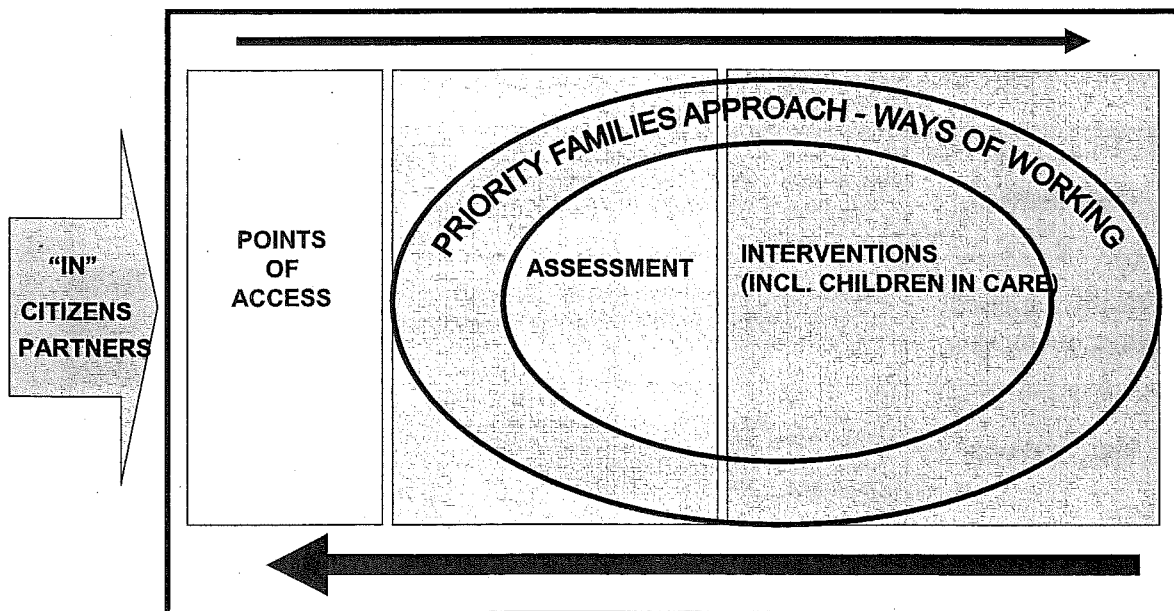 PRIORITY FAMILIES APPROACH - WAYS OF WORKING
“IN”
CITIZENS
PARTNERS
POINTS
OF
ACCESS
ASSESSMENT
INTERVENTIONS
(INCL. CHILDREN IN CARE)